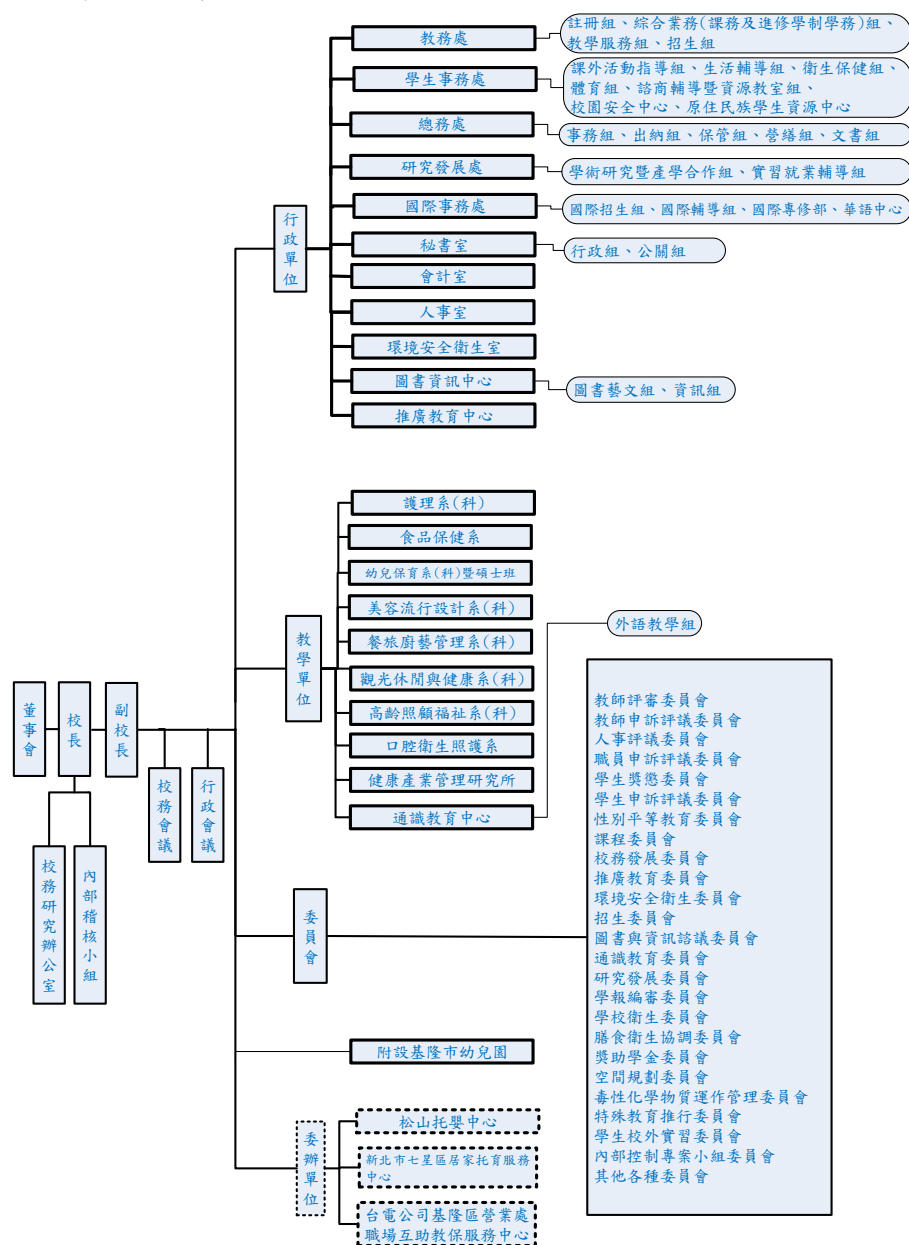 教務處
註冊組、綜合業務(課務及進修學制學務)組、
教學服務組、招生組
學生事務處
課外活動指導組、生活輔導組、衛生保健組、
體育組、諮商輔導暨資源教室組、
校園安全中心、原住民族學生資源中心
總務處
事務組、出納組、保管組、營繕組、文書組
研究發展處
學術研究暨產學合作組、實習就業輔導組
國際事務處
國際招生組、國際輔導組、國際專修部、華語中心
行政單位
秘書室
行政組、公關組
會計室
人事室
環境安全衛生室
圖書資訊中心
圖書藝文組、資訊組
推廣教育中心
護理系(科)
食品保健系
幼兒保育系(科)暨碩士班
美容流行設計系(科)
教學單位
餐旅廚藝管理系(科)
觀光休閒與健康系(科)
高齡照顧福祉系(科)
口腔衛生照護系
健康產業管理研究所
通識教育中心
外語教學組
董事會
校長
副校長
校務會議
行政會議
校務研究辦公室
內部稽核小組
委員會
教師評審委員會
教師申訴評議委員會
人事評議委員會
職員申訴評議委員會
學生獎懲委員會
學生申訴評議委員會
性別平等教育委員會
課程委員會
校務發展委員會
推廣教育委員會
環境安全衛生委員會
招生委員會
圖書與資訊諮議委員會
通識教育委員會
研究發展委員會
學報編審委員會
學校衛生委員會
膳食衛生協調委員會
獎助學金委員會
空間規劃委員會
毒性化學物質運作管理委員會
特殊教育推行委員會
學生校外實習委員會
內部控制專案小組委員會
其他各種委員會
附設基隆市幼兒園
委辦單位
松山托嬰中心
新北市七星區居家托育服務
中心
台電公司基隆區營業處
職場互助教保服務中心